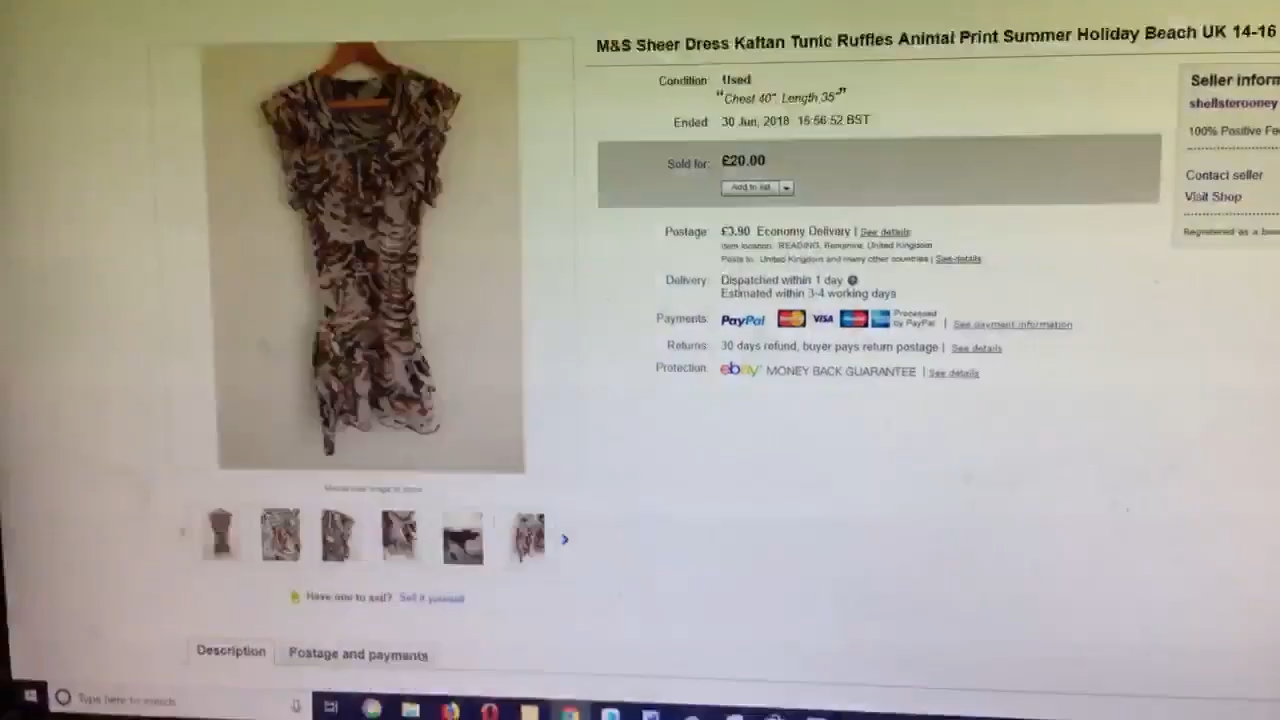 M&S Sheer Dress Kaftan Tunic Ruffles Animal Print Summer Holiday Beach UK 14-16
Condition: Used
"Chest 40". Length 35""
Ended: 30 Jun, 2018 16:56:52 BST
Sold for: £20.00
Add to list
Seller inform
shellsterooney
100% Positive Fe
Contact seller
Visit Shop
Registered as a bus
Postage: £3.90 Economy Delivery | See details
Item location: READING, United Kingdom
Posts to: United Kingdom and many other countries | See details
Delivery: Dispatched within 1 day
Estimated within 3-4 working days
Payments: PayPal VISA Processed by PayPal | See payment information
Returns: 30 days refund, buyer pays return postage | See details
Protection: ebay MONEY BACK GUARANTEE | See details
Have one to sell? Sell it yourself
Description
Postage and payments
Type here to search